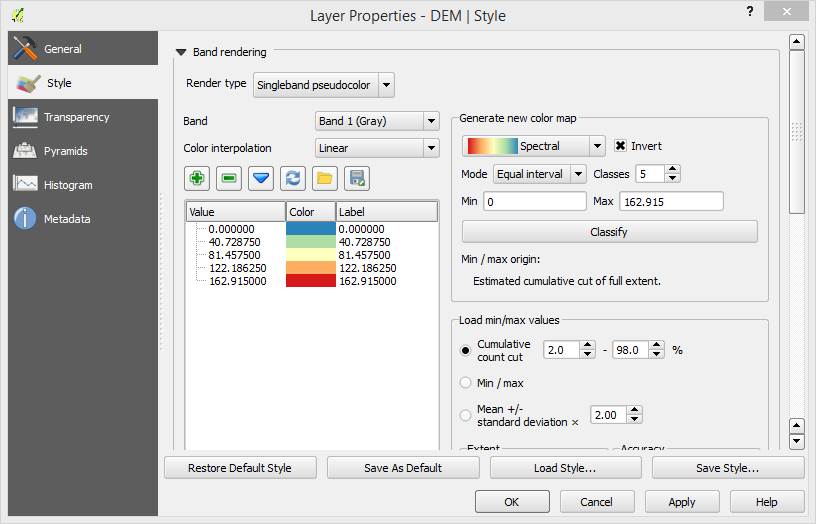 Layer Properties - DEM | Style
?
General
Style
Transparency
Pyramids
Histogram
Metadata
Band rendering
Render type Singleband pseudocolor
Band Band 1 (Gray)
Color interpolation Linear
Value Color Label
0.000000 0.000000
40.728750 40.728750
81.457500 81.457500
122.186250 122.186250
162.915000 162.915000
Generate new color map
Spectral Invert
Mode Equal interval Classes 5
Min 0 Max 162.915
Classify
Min / max origin:
Estimated cumulative cut of full extent.
Load min/max values
Cumulative
count cut 2.0 - 98.0 %
Min / max
Mean +/-
standard deviation × 2.00
Extent Accuracy
Restore Default Style Save As Default Load Style... Save Style...
OK Cancel Apply Help